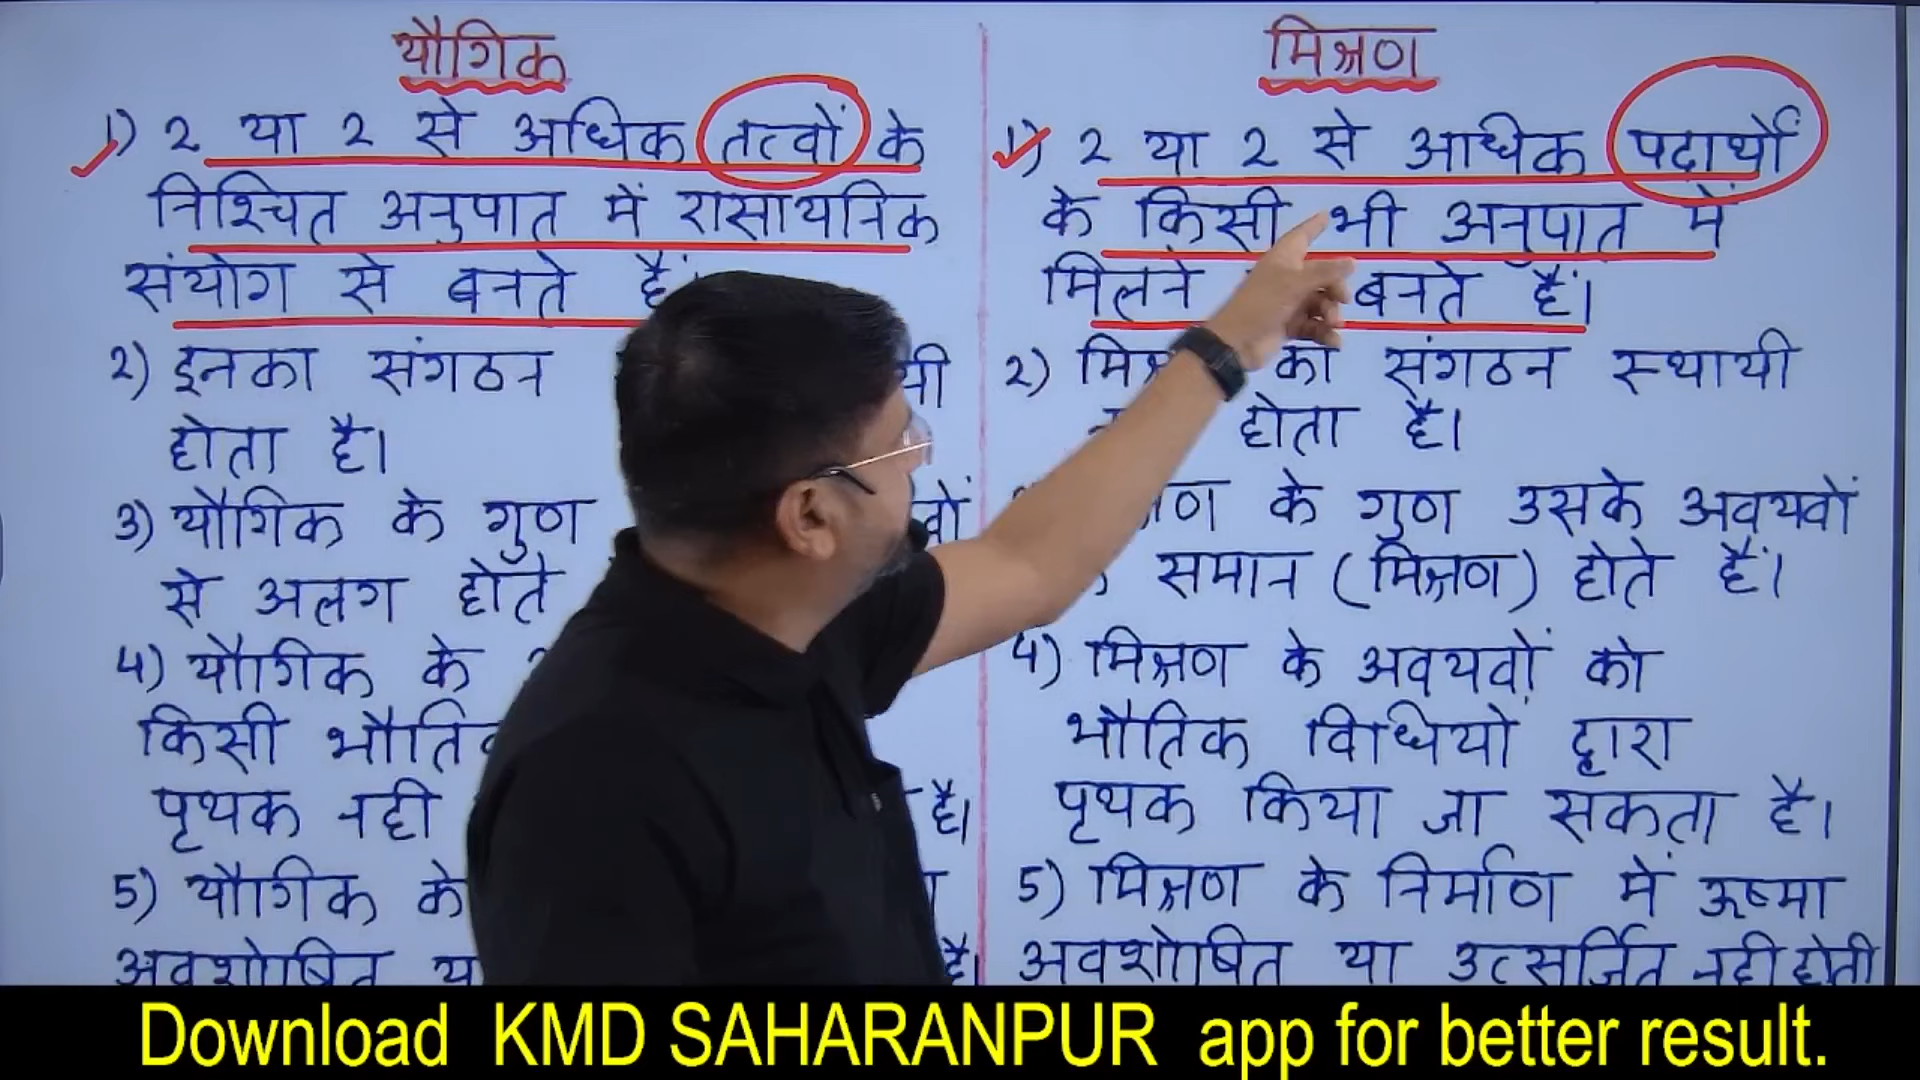 यौगिक
1) 2 या 2 से अधिक तत्वों के
निश्चित अनुपात में रासायनिक
संयोग से बनते हैं
2) इनका संगठन
होता है।
3) यौगिक के गुण
से अलग होते
4) यौगिक के
किसी
पृथक नही है।
5) यौगिक के
अवशोषित है।
मिश्रण
1) 2 या 2 से अधिक पदार्थों
के किसी भी अनुपात में
मिलने बनते हैं।
2) का संगठन स्थायी
होता है।
के गुण उसके अवयवों
समान (मिश्रण) होते हैं।
4) मिश्रण के अवयवों को
भौतिक विधियों द्वारा
पृथक किया जा सकता है।
5) मिश्रण के निर्माण में ऊष्मा
अवशोषित या उत्सर्जित नही होती
Download KMD SAHARANPUR app for better result.